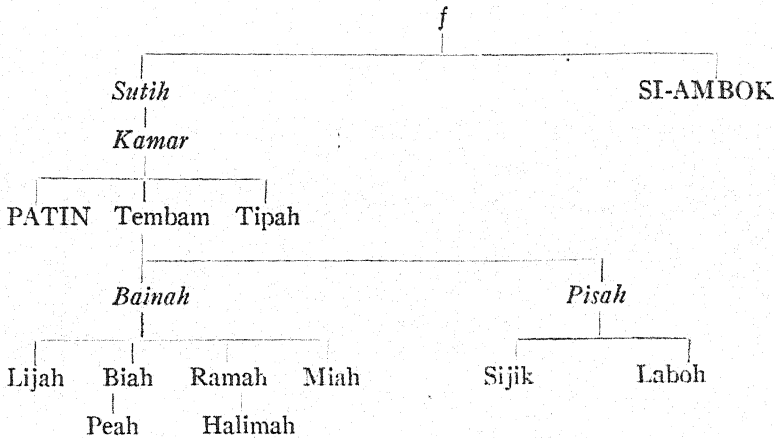 f
Sutih SI-AMBOK
Kamar
PATIN Tembam Tipah
Bainah Pisah
Lijah Biah Ramah Miah Sijik Laboh
Peah Halimah